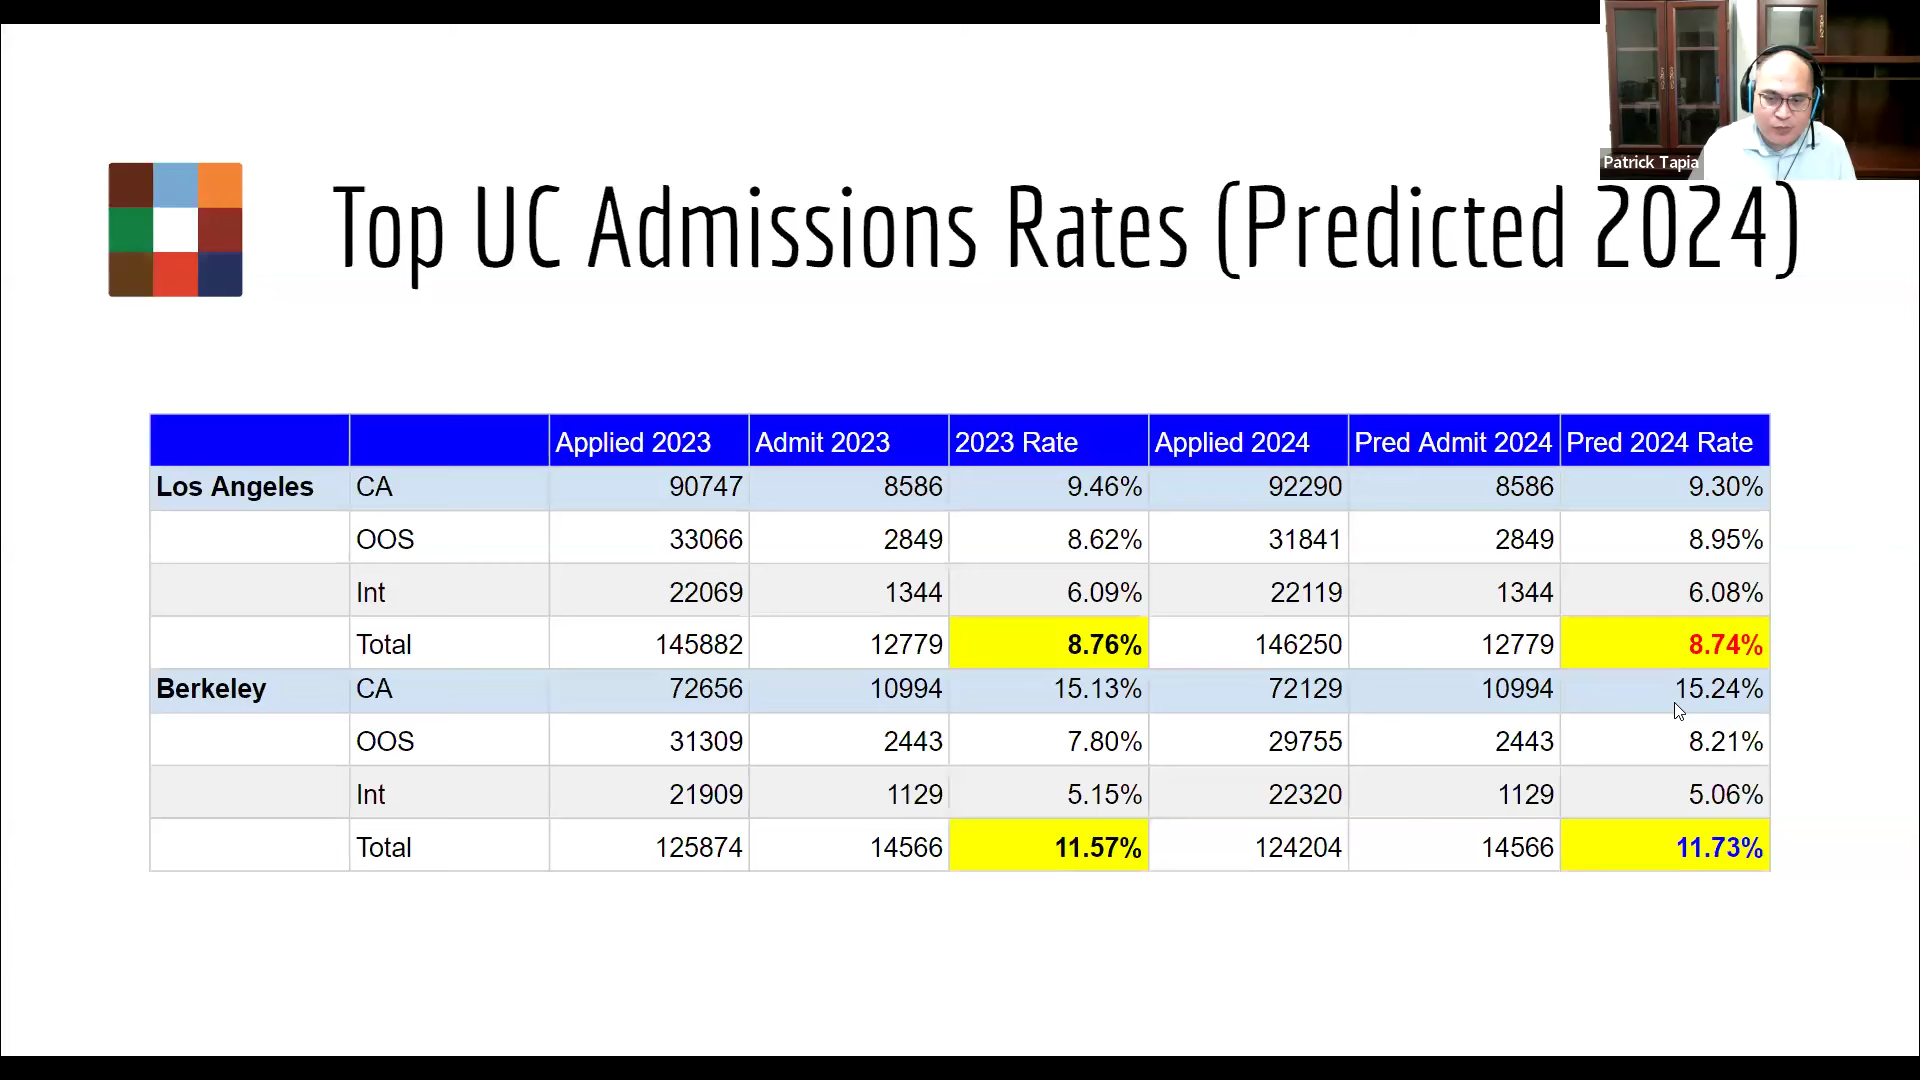 Patrick Tapia
Top UC Admissions Rates (Predicted 2024)
Applied 2023 Admit 2023 2023 Rate Applied 2024 Pred Admit 2024 Pred 2024 Rate
Los Angeles CA 90747 8586 9.46% 92290 8586 9.30%
OOS 33066 2849 8.62% 31841 2849 8.95%
Int 22069 1344 6.09% 22119 1344 6.08%
Total 145882 12779 8.76% 146250 12779 8.74%
Berkeley CA 72656 10994 15.13% 72129 10994 15.24%
OOS 31309 2443 7.80% 29755 2443 8.21%
Int 21909 1129 5.15% 22320 1129 5.06%
Total 125874 14566 11.57% 124204 14566 11.73%